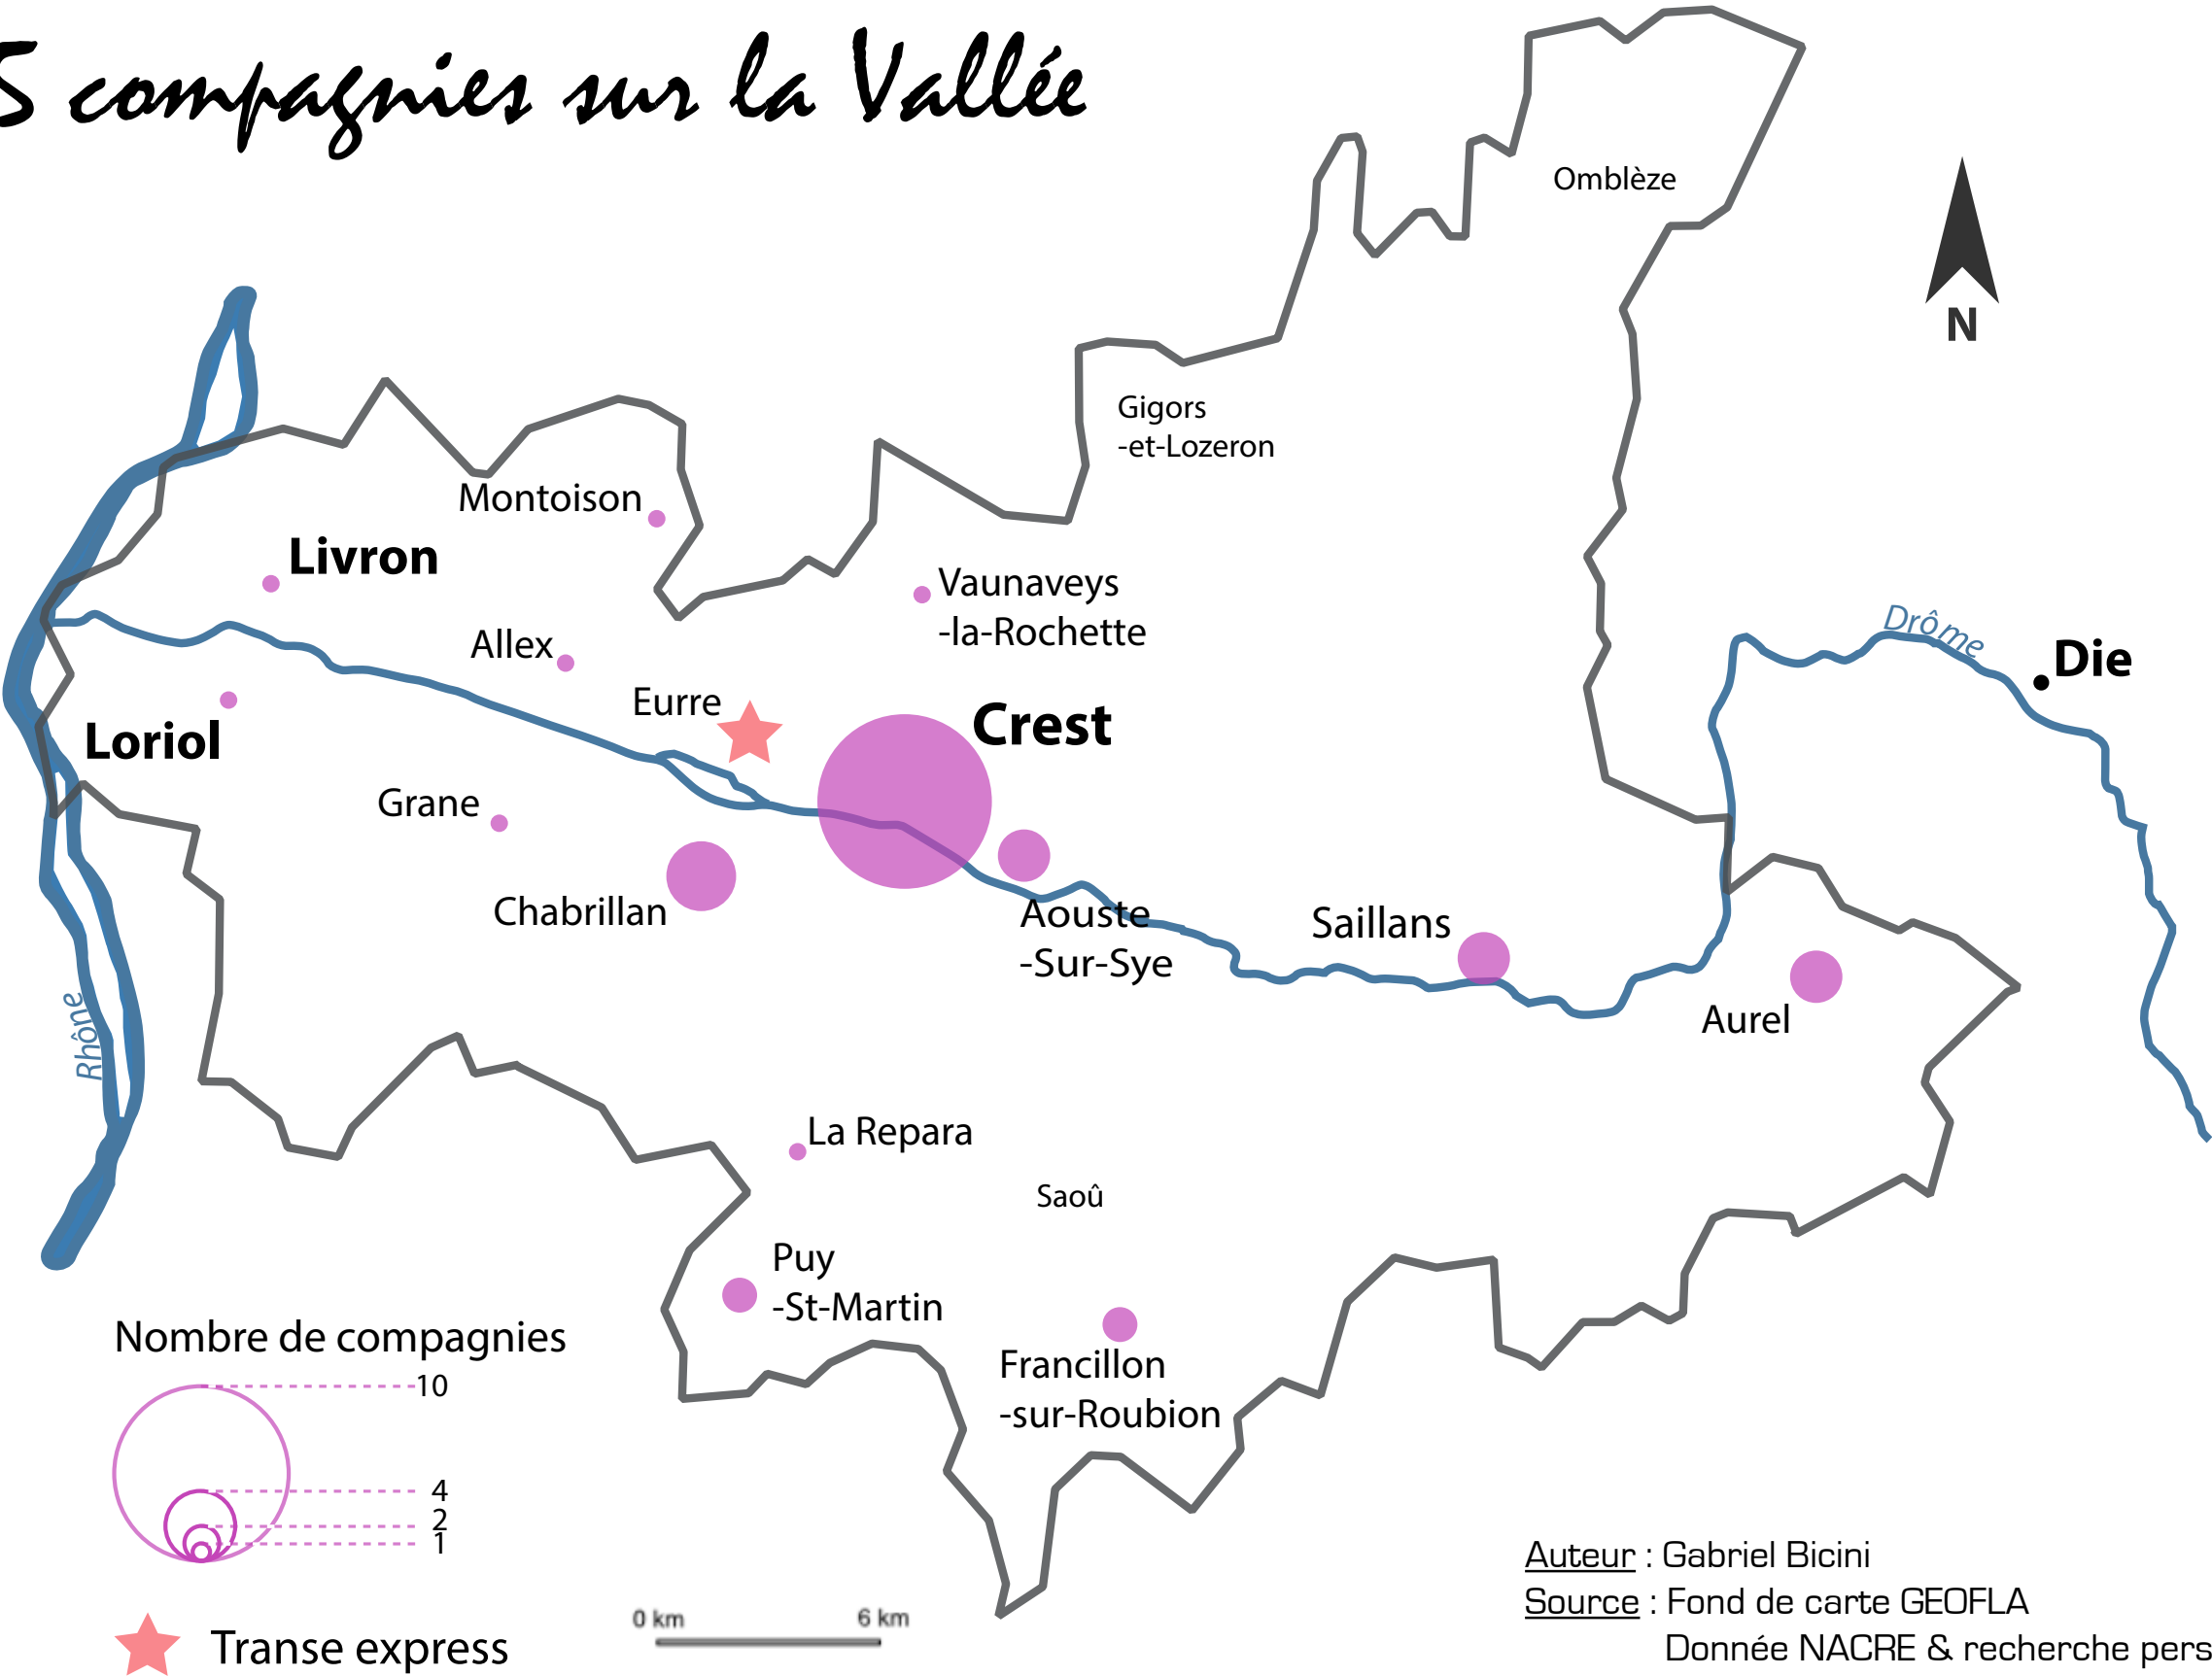 5 compagnies sur la Vallée
Omblèze
N
Gigors
-et-Lozeron
Montoison
Livron
Vaunaveys
-la-Rochette
Drôme
Allex
Die
Eurre
Crest
Loriol
Grane
Chabrillan
Aouste
-Sur-Sye
Saillans
Aurel
Rhône
La Repara
Saoû
Puy
-St-Martin
Francillon
-sur-Roubion
Nombre de compagnies
10
4
2
1
Transe express
0 km 6 km
Auteur : Gabriel Bicini
Source : Fond de carte GEOFLA
Donnée NACRE & recherche pers